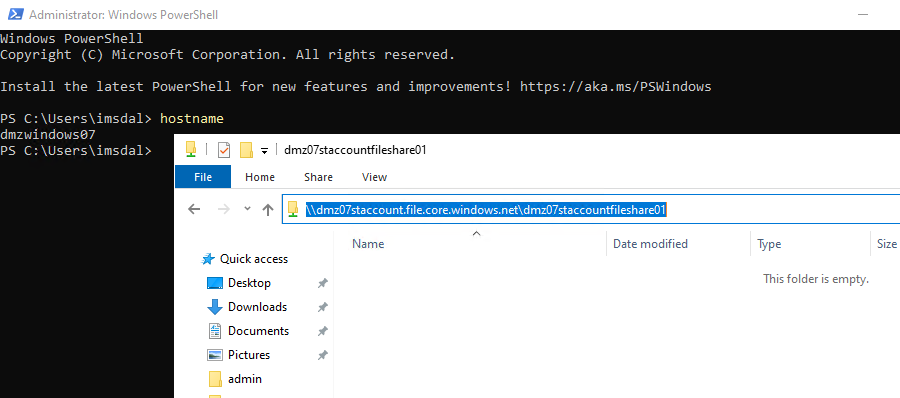 Administrator: Windows PowerShell
Windows PowerShell
Copyright (C) Microsoft Corporation. All rights reserved.
Install the latest PowerShell for new features and improvements! https://aka.ms/PSWindows
PS C:\Users\imsdal> hostname
dmzwindows07
PS C:\Users\imsdal>
dmz07staccountfileshare01
File Home Share View
\\dmz07staccount.file.core.windows.net\dmz07staccountfileshare01
Name Date modified Type Size
Quick access
This folder is empty.
Desktop
Downloads
Documents
Pictures
admin